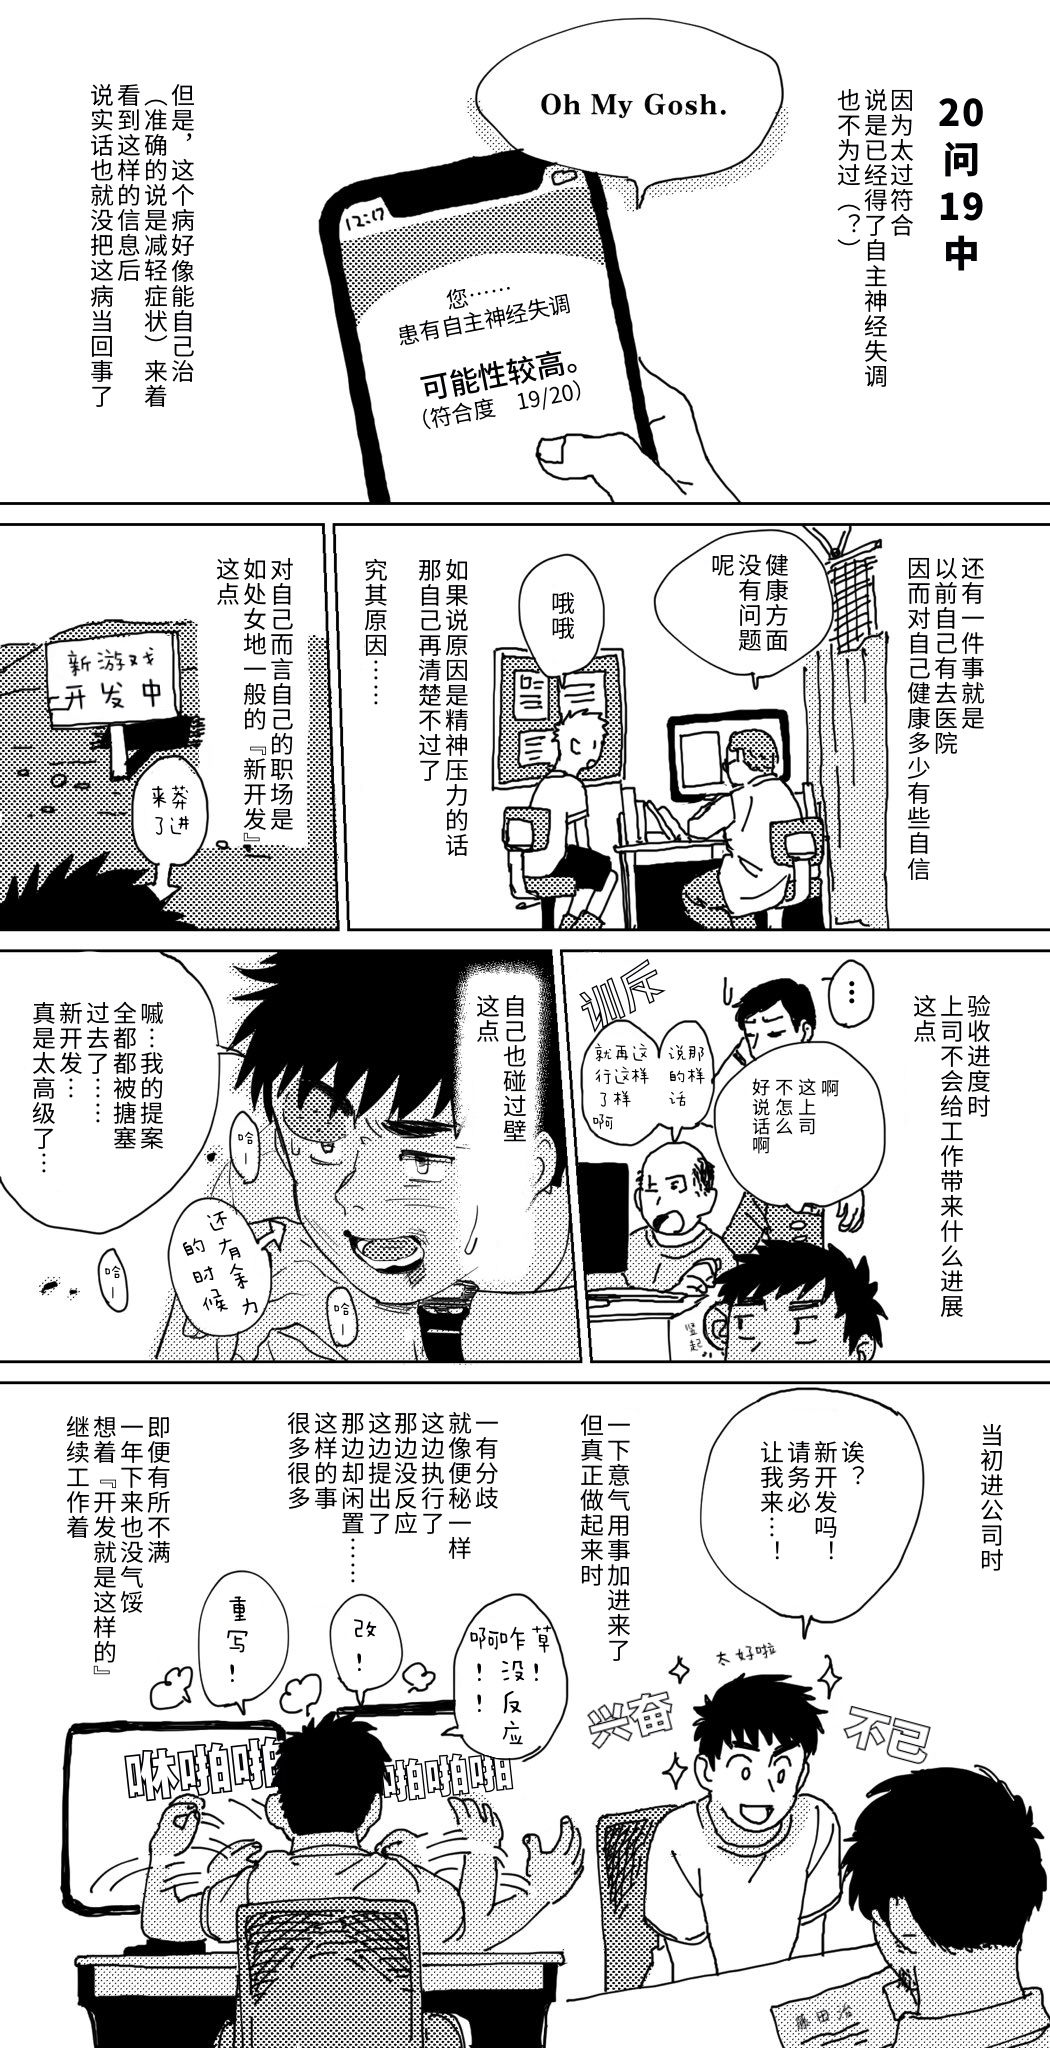 20
问
19
中
因为太过符合
说是已经得了自主神经失调
也不为过（？）
Oh My Gosh.
12:17
您……
患有自主神经失调
可能性较高。
（符合度　19/20）
但是，这个病好像能自己治
（准确的说是减轻症状）来着
看到这样的信息后
说实话也就没把这病当回事了
还有一件事就是
以前自己有去医院
因而对自己健康多少有些自信
健康方面
没有问题
呢
哦
哦
如果说原因是精神压力的话
那自己再清楚不过了
究其原因……
对自己而言自己的职场是
如处女地一般的『新开发』
这点
新游戏
开发中
莽进
来了
验收进度时
上司不会给工作带来什么进展
这点
…
训斥
那样
说的话
这样样
再这
就行了啊
啊
这上司
不怎么
好说话啊
上司
竖起
自己也碰过壁
这点
嘁…我的提案
全都都被搪塞
过去了……
新开发…
真是太高级了…
哈ー
还有余力
的时候
哈ー
哈ー
当初进公司时
诶？
新开发吗！
请务必
让我来…！
太好啦
兴奋
不已
藤田治
一下意气用事加进来了
但真正做起来时
一有分歧
就像便秘一样
这边执行了
那边没反应
这边提出了
那边却闲置……
这样的事
很多很多
草！
咋没反应
啊！！
改！
重写！
咻啪啪
啪啪啪
即便有所不满
一年下来也没气馁
想着『开发就是这样的』
继续工作着